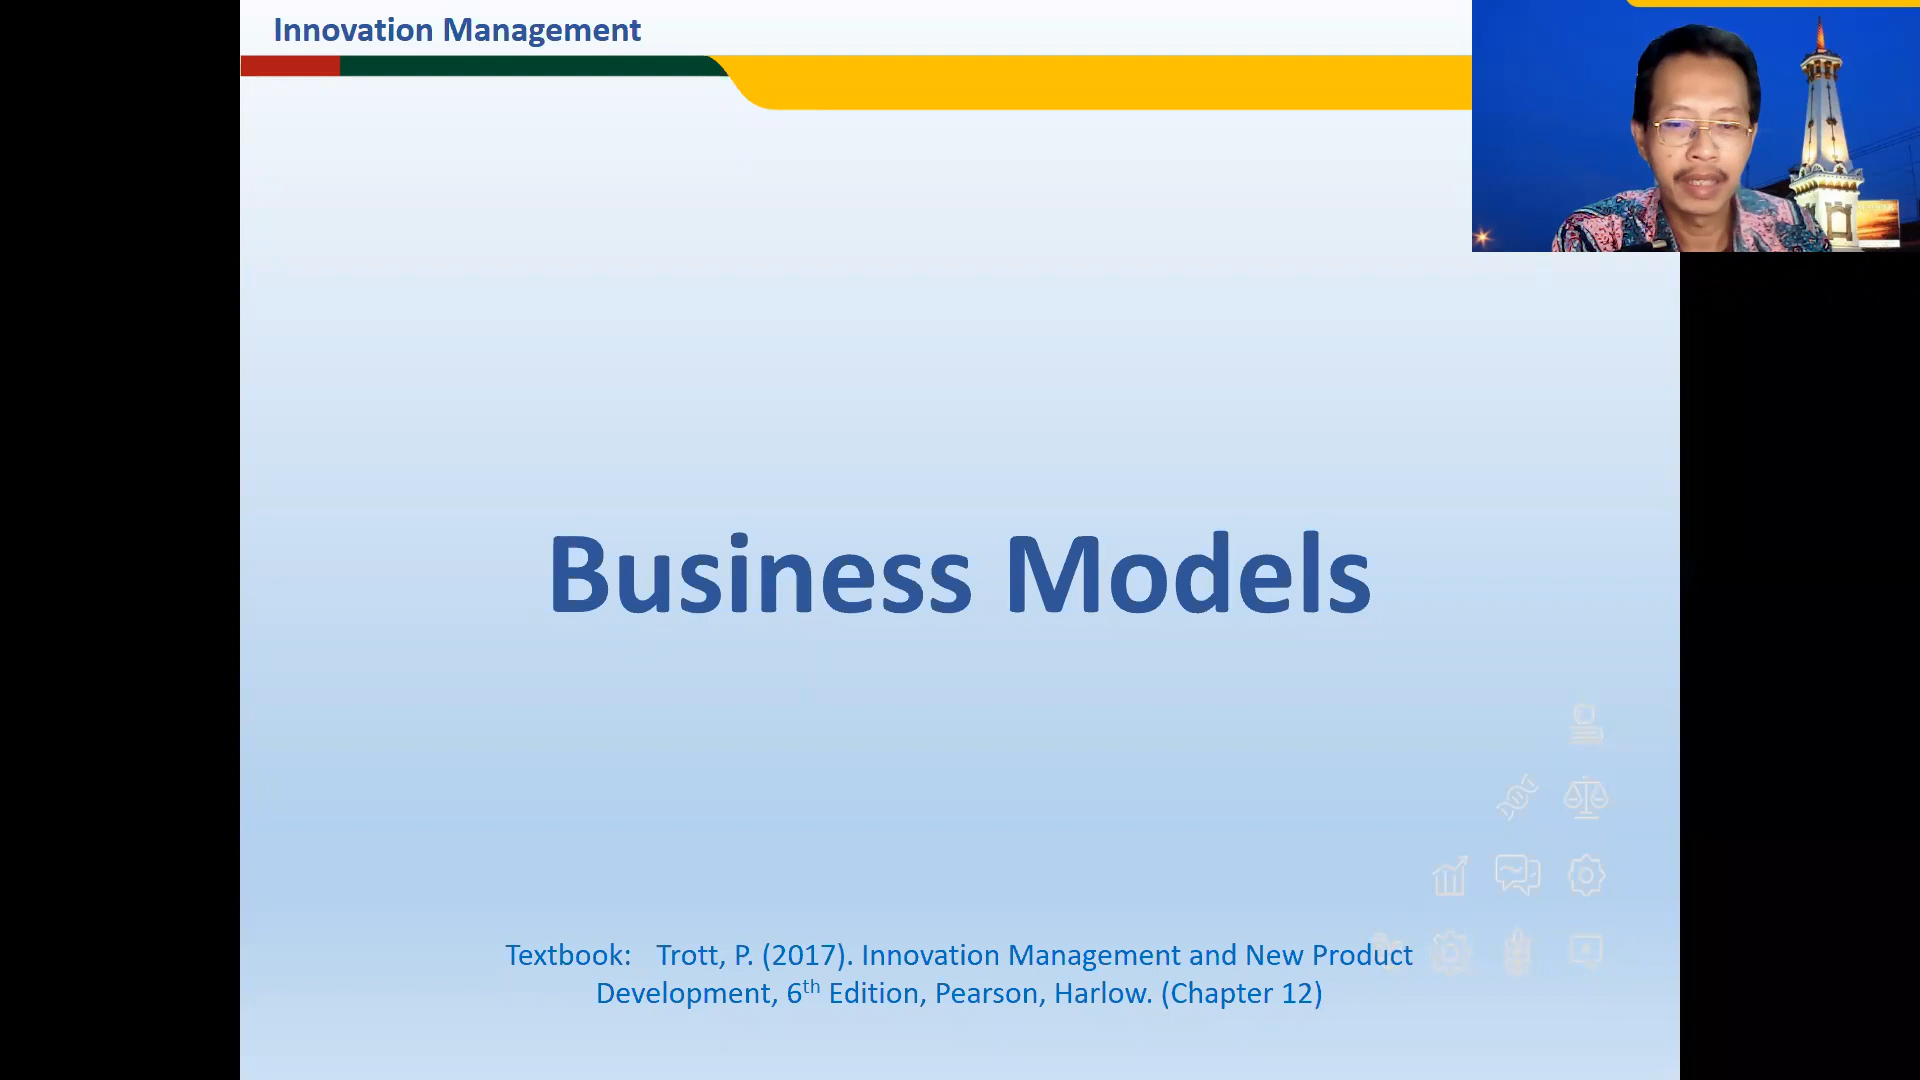 Innovation Management
Business Models
Textbook: Trott, P. (2017). Innovation Management and New Product
Development, 6th Edition, Pearson, Harlow. (Chapter 12)